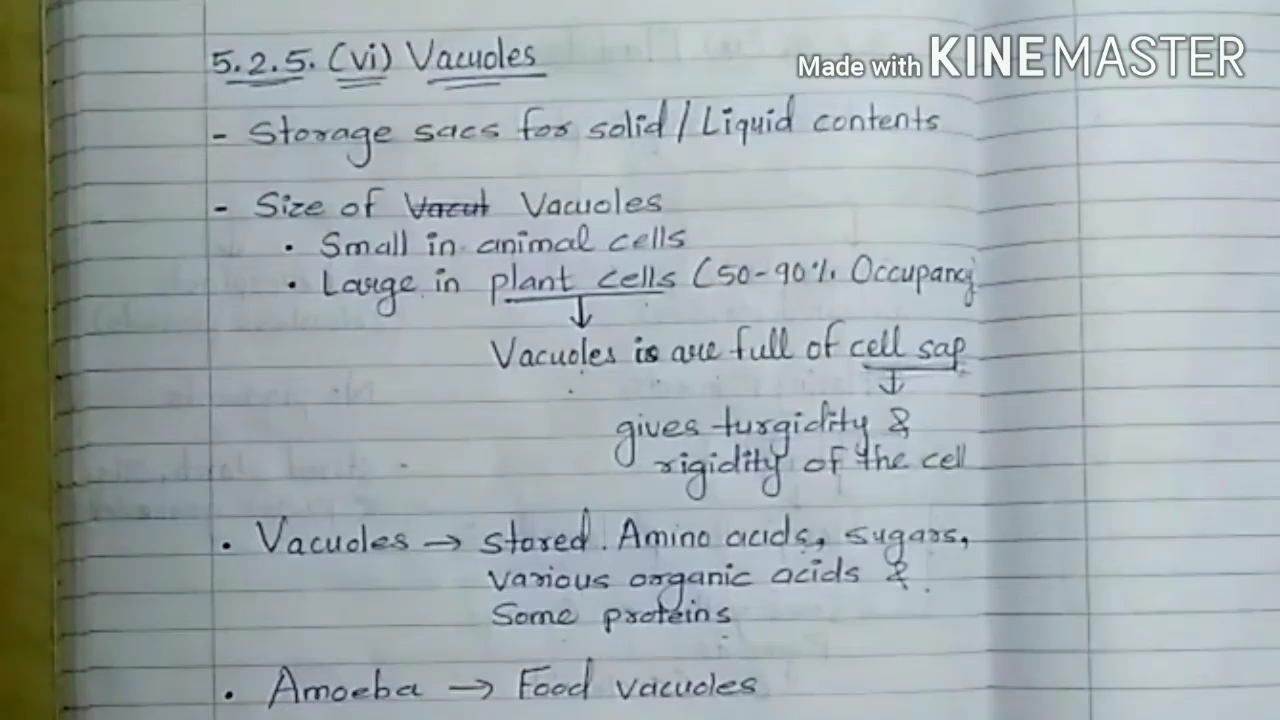 5.2.5. (vi) Vacuoles
Made with KINEMASTER
- Storage sacs for solid / Liquid contents
- Size of Vacut Vacuoles
• Small in animal cells
• Large in plant cells (50-90% Occupancy
↓
Vacuoles is are full of cell sap
↓
gives turgidity &
rigidity of the cell
• Vacuoles → stored Amino acids, sugars,
various organic acids &
Some proteins
• Amoeba → Food vacuoles